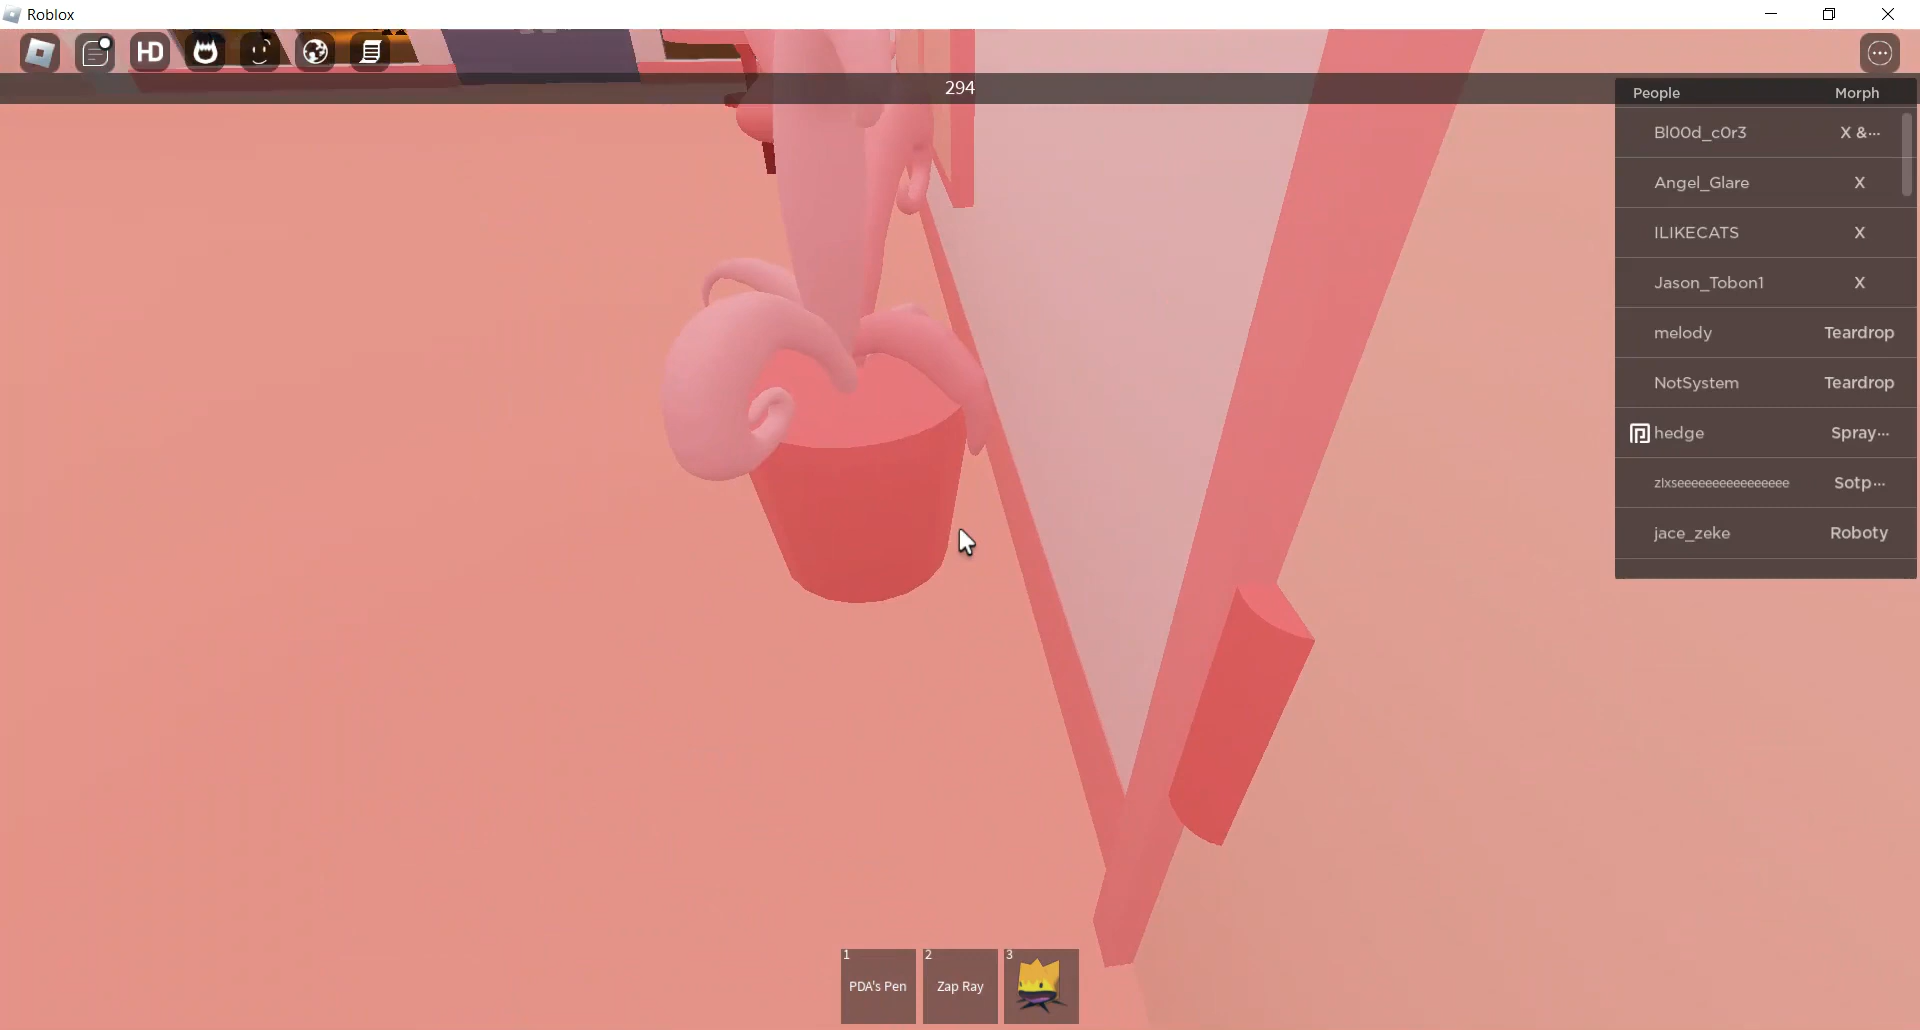 Roblox
HD
294
People Morph
Bl00d_c0r3 X &...
Angel_Glare X
ILIKECATS X
Jason_Tobon1 X
melody Teardrop
NotSystem Teardrop
hedge Spray...
zlxseeeeeeeeeeeeeeee Sotp...
jace_zeke Roboty
1 2 3
PDA's Pen Zap Ray